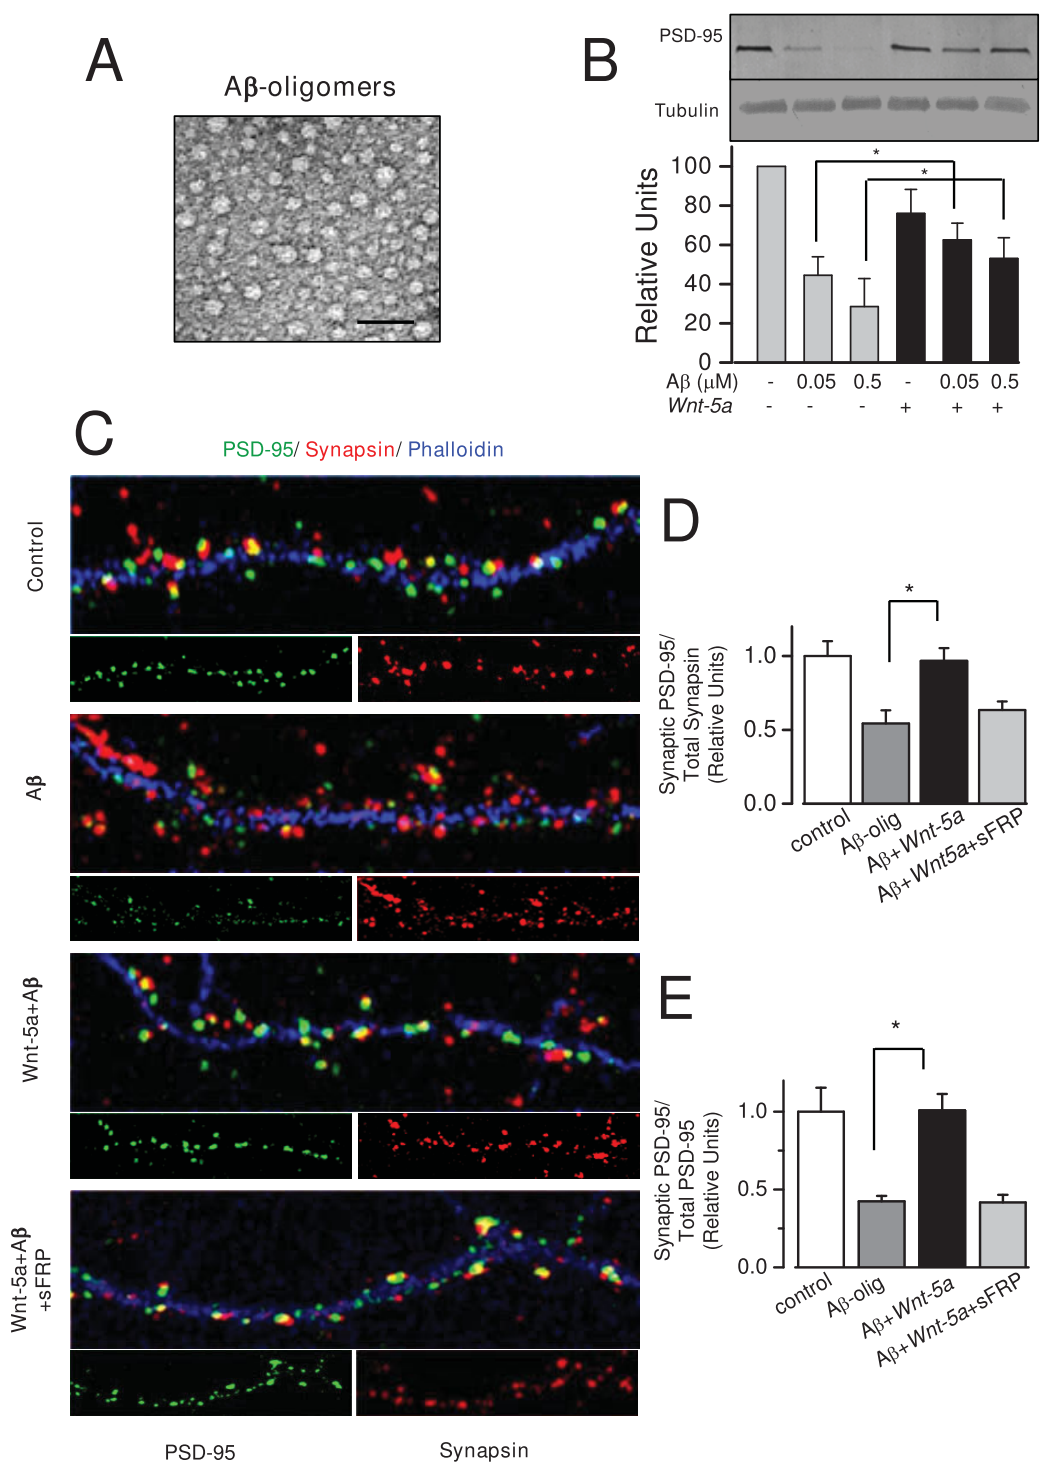 A
Aβ-oligomers
B
PSD-95
Tubulin
*
*
Relative Units
100
80
60
40
20
0
Aβ (µM) - 0.05 0.5 - 0.05 0.5
Wnt-5a - - - + + +
C
PSD-95/ Synapsin/ Phalloidin
Control
Aβ
Wnt-5a+Aβ
Wnt-5a+Aβ
+sFRP
PSD-95
Synapsin
D
*
Synaptic PSD-95/
Total Synapsin
(Relative Units)
1.0
0.5
0.0
control
Aβ-olig
Aβ+Wnt-5a
Aβ+Wnt5a+sFRP
E
*
Synaptic PSD-95/
Total PSD-95
(Relative Units)
1.0
0.5
0.0
control
Aβ-olig
Aβ+Wnt-5a
Aβ+Wnt-5a+sFRP